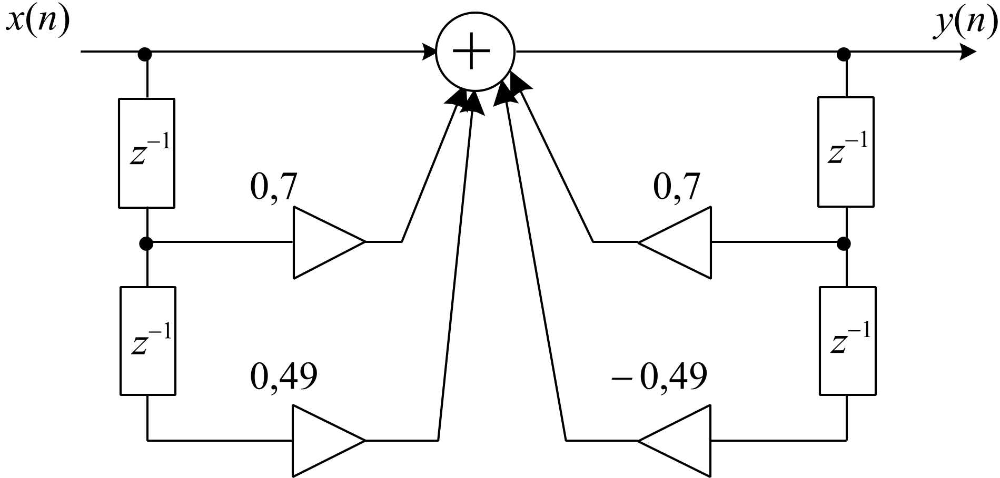 x(n) y(n)
+
z⁻¹ z⁻¹
0,7 0,7
z⁻¹ z⁻¹
0,49 – 0,49